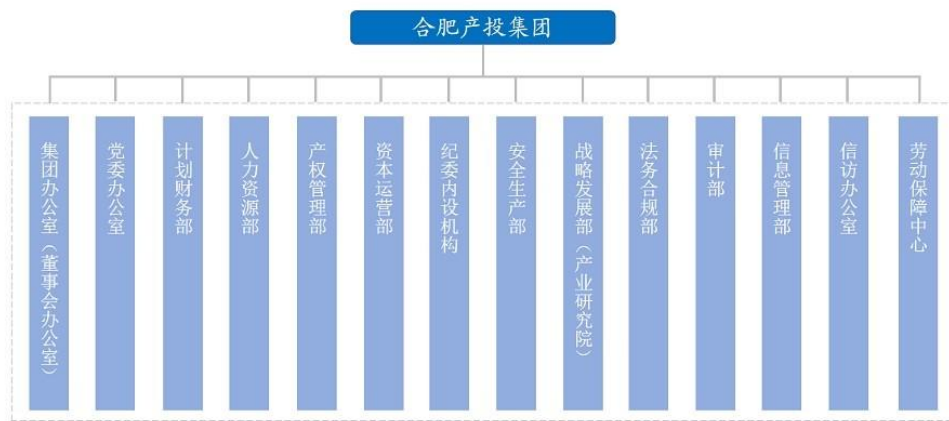 合肥产投集团
集团办公室（董事会办公室）
党委办公室
计划财务部
人力资源部
产权管理部
资本运营部
纪委内设机构
安全生产部
战略发展部（产业研究院）
法务合规部
审计部
信息管理部
信访办公室
劳动保障中心